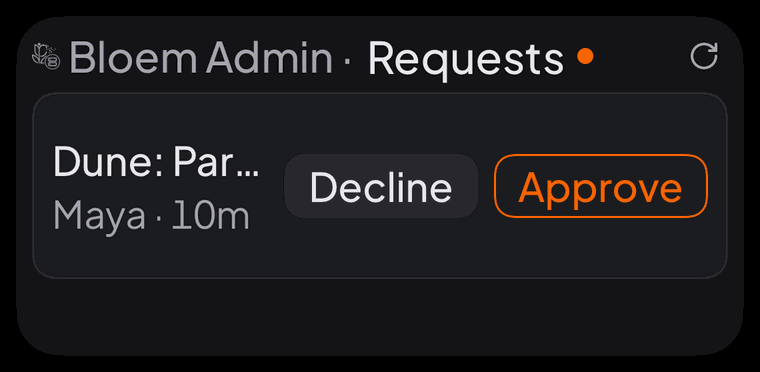 Bloem Admin · Requests
Dune: Par...
Maya · 10m
Decline
Approve